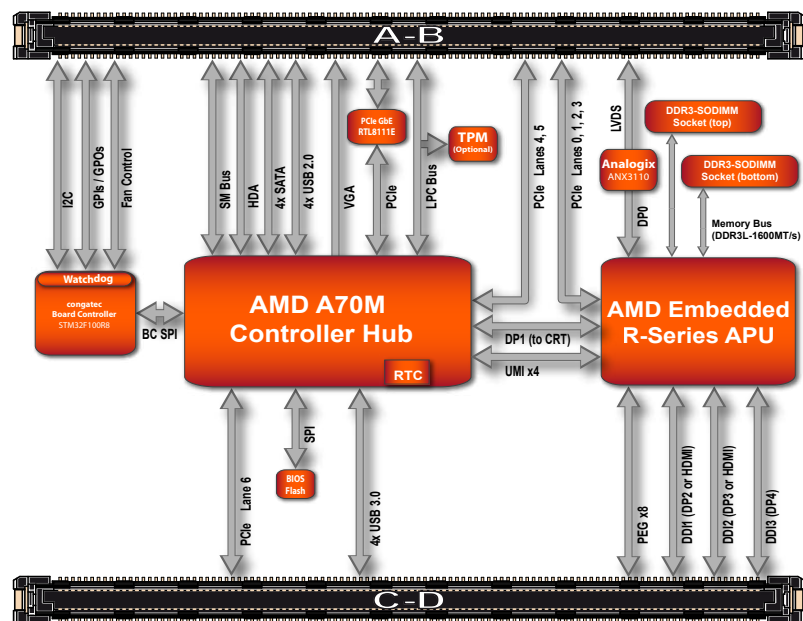 A-B
I2C
GPIs / GPOs
Fan Control
SM Bus
HDA
4x SATA
4x USB 2.0
VGA
PCIe GbE
RTL8111E
PCIe
LPC Bus
TPM
(Optional)
PCIe Lanes 4, 5
PCIe Lanes 0, 1, 2, 3
LVDS
Analogix
ANX3110
DP0
DDR3-SODIMM
Socket (top)
DDR3-SODIMM
Socket (bottom)
Memory Bus
(DDR3L-1600MT/s)
Watchdog
congatec
Board Controller
STM32F100R8
BC SPI
AMD A70M
Controller Hub
RTC
DP1 (to CRT)
UMI x4
AMD Embedded
R-Series APU
PCIe Lane 6
SPI
BIOS
Flash
4x USB 3.0
PEG x8
DDI1 (DP2 or HDMI)
DDI2 (DP3 or HDMI)
DDI3 (DP4)
C-D